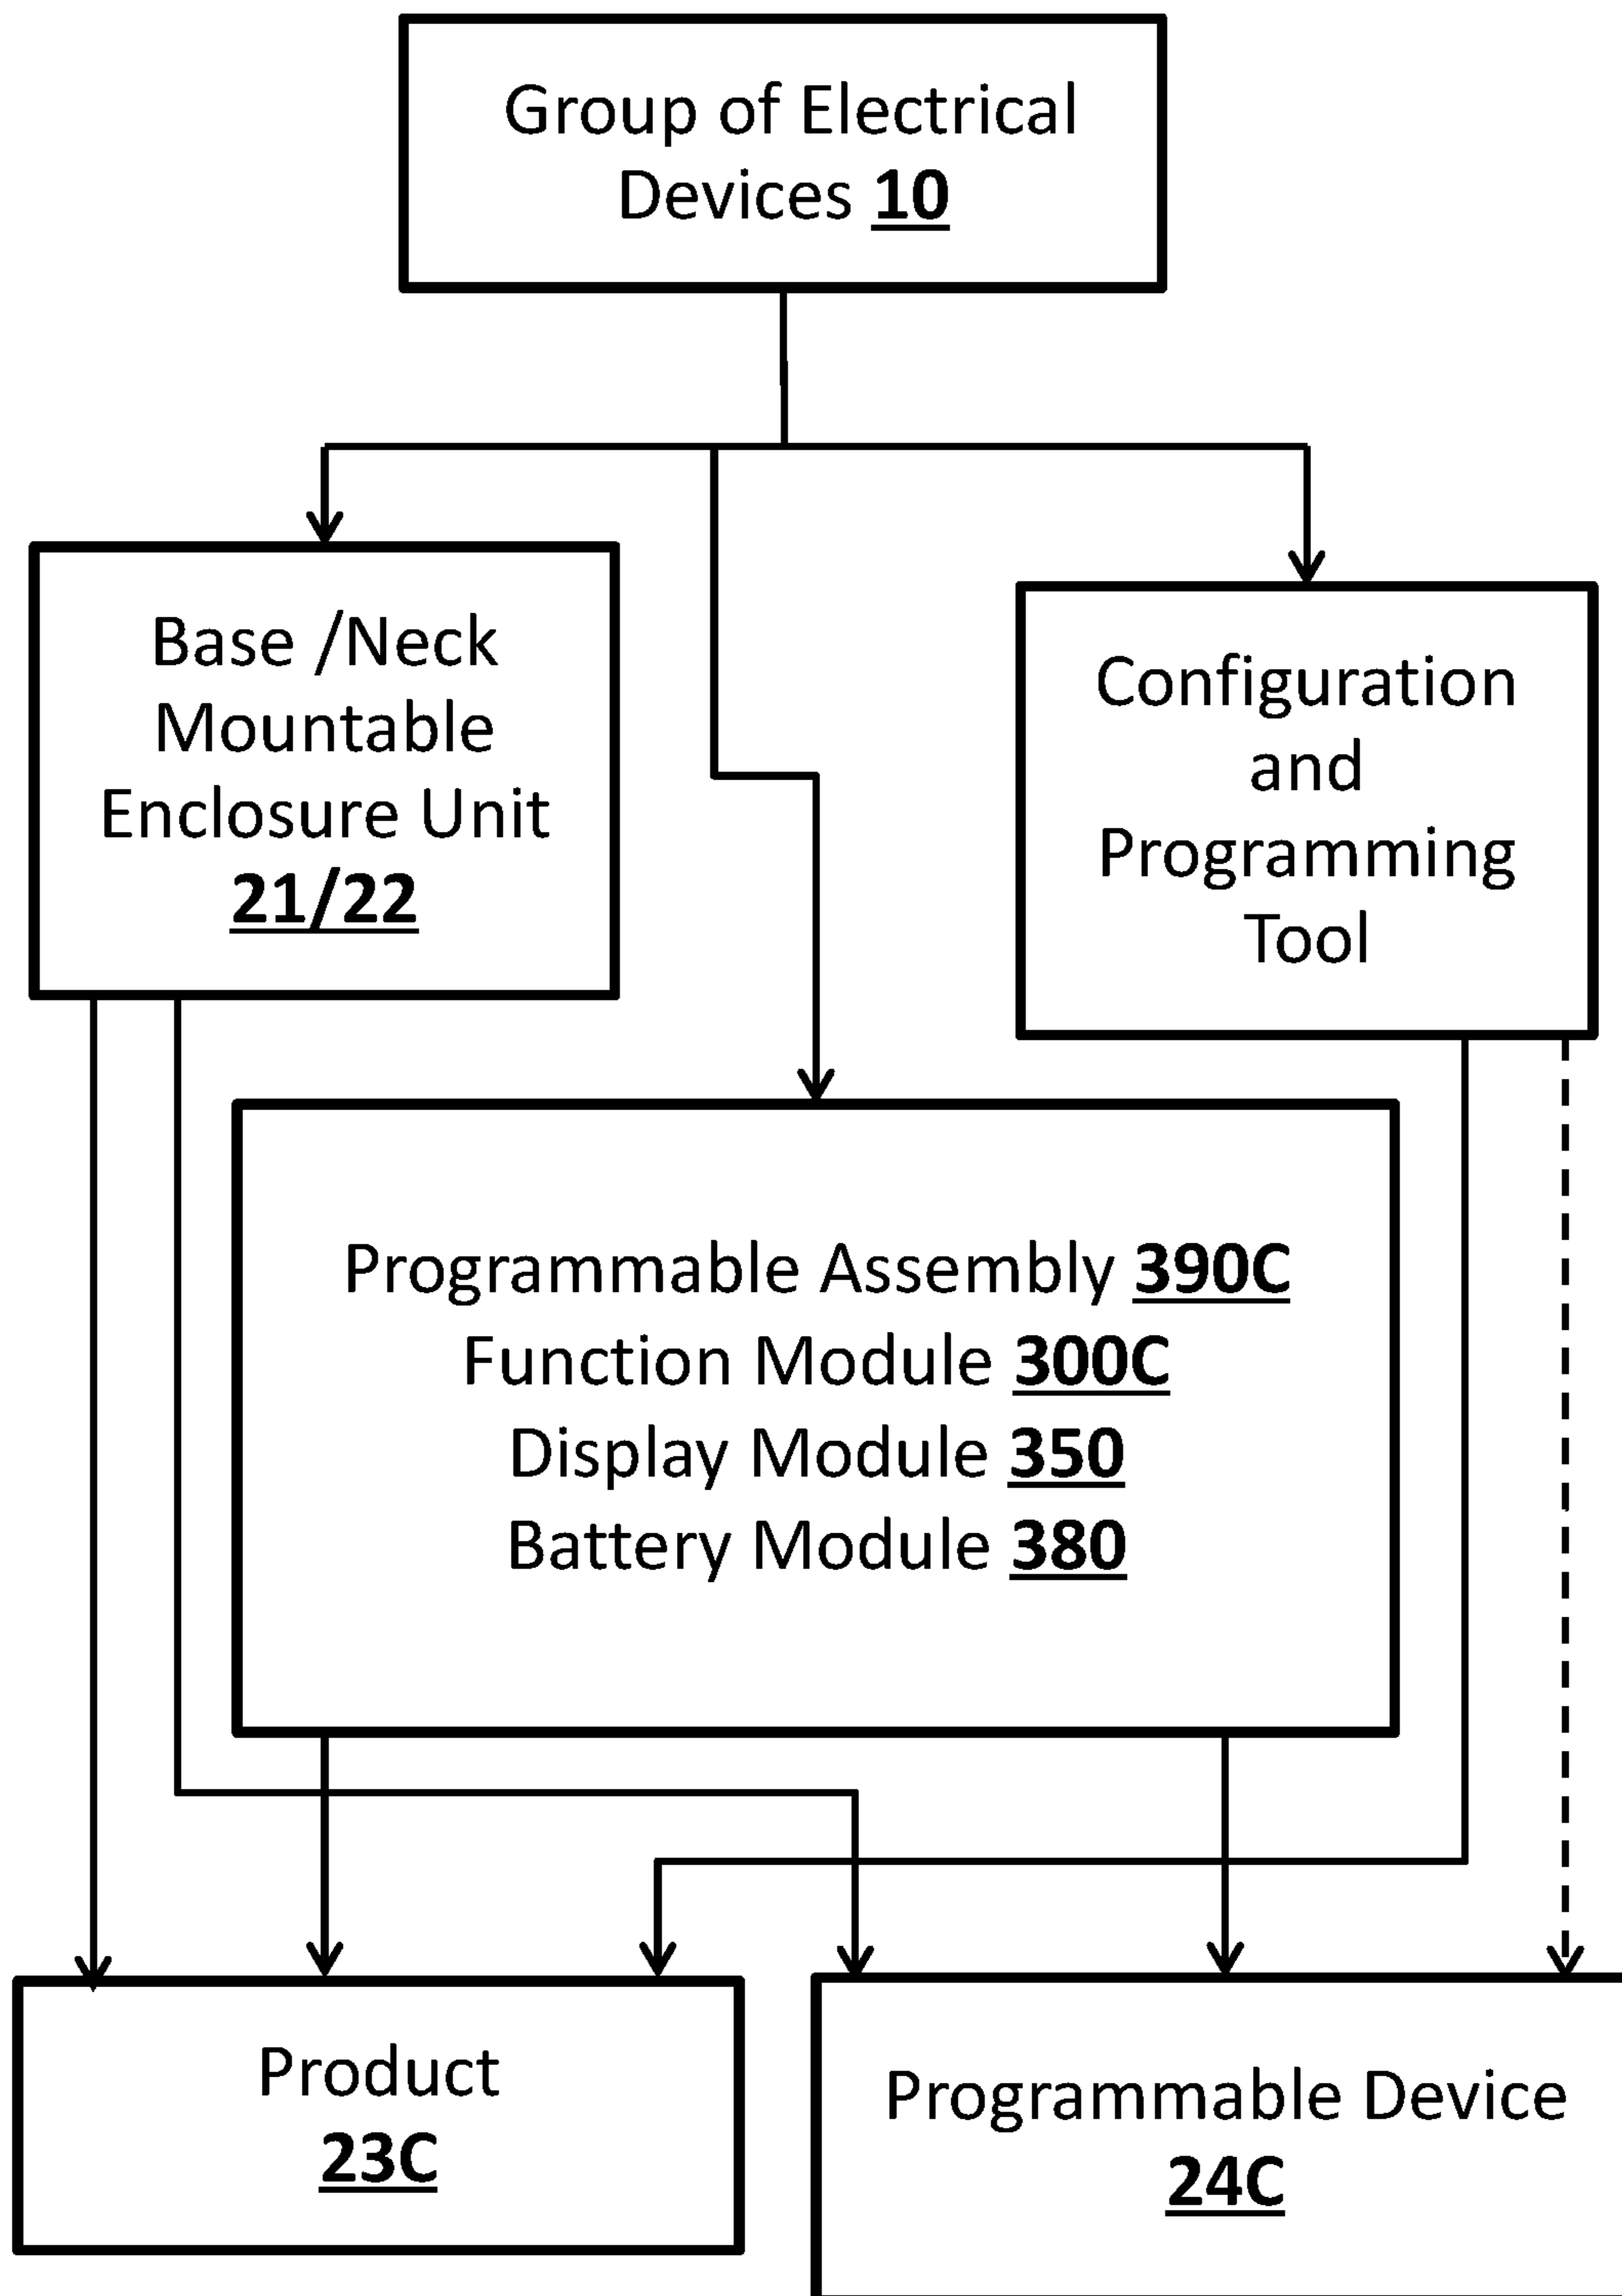 Group of Electrical
Devices 10
Base /Neck
Mountable
Enclosure Unit
21/22
Configuration
and
Programming
Tool
Programmable Assembly 390C
Function Module 300C
Display Module 350
Battery Module 380
Product
23C
Programmable Device
24C